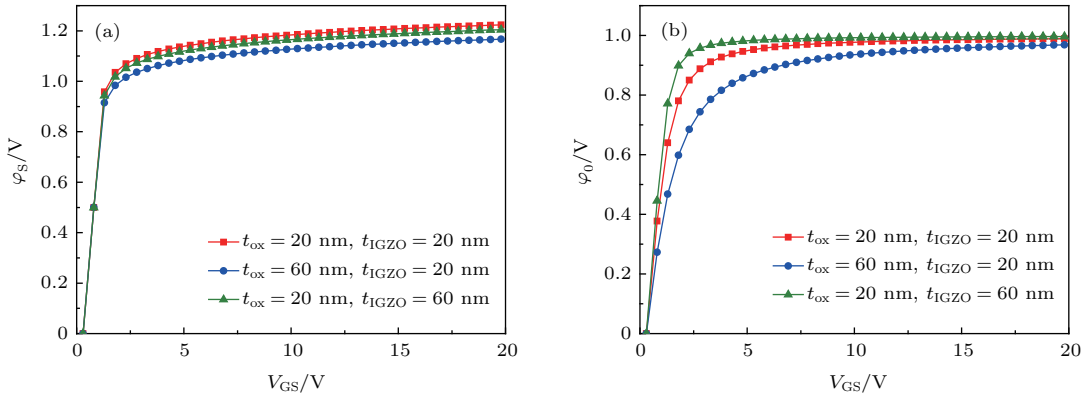 (a)
1.2
1.0
0.8
0.6
0.4
0.2
0
φS/V
tox = 20 nm, tIGZO = 20 nm
tox = 60 nm, tIGZO = 20 nm
tox = 20 nm, tIGZO = 60 nm
0 5 10 15 20
VGS/V
(b)
1.0
0.8
0.6
0.4
0.2
0
φ0/V
tox = 20 nm, tIGZO = 20 nm
tox = 60 nm, tIGZO = 20 nm
tox = 20 nm, tIGZO = 60 nm
0 5 10 15 20
VGS/V